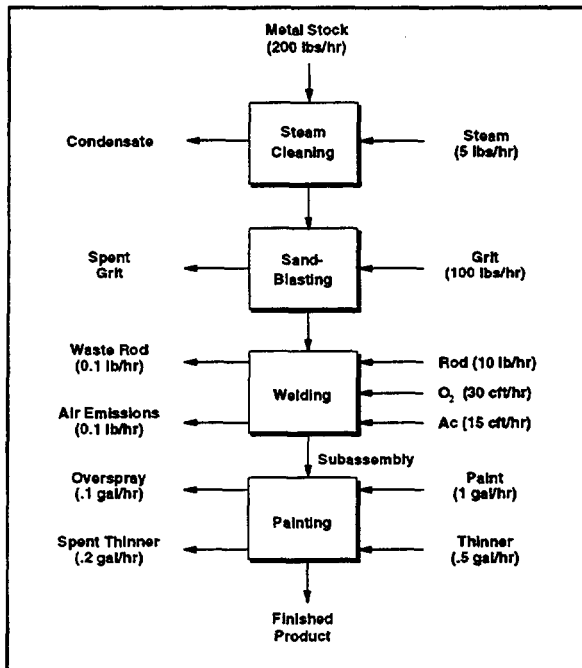 Metal Stock
(200 lbs/hr)
Condensate
Steam
Cleaning
Steam
(5 lbs/hr)
Spent
Grit
Sand-
Blasting
Grit
(100 lbs/hr)
Waste Rod
(0.1 lb/hr)
Air Emissions
(0.1 lb/hr)
Welding
Rod (10 lb/hr)
O₂ (30 cft/hr)
Ac (15 cft/hr)
Subassembly
Overspray
(.1 gal/hr)
Spent Thinner
(.2 gal/hr)
Painting
Paint
(1 gal/hr)
Thinner
(.5 gal/hr)
Finished
Product